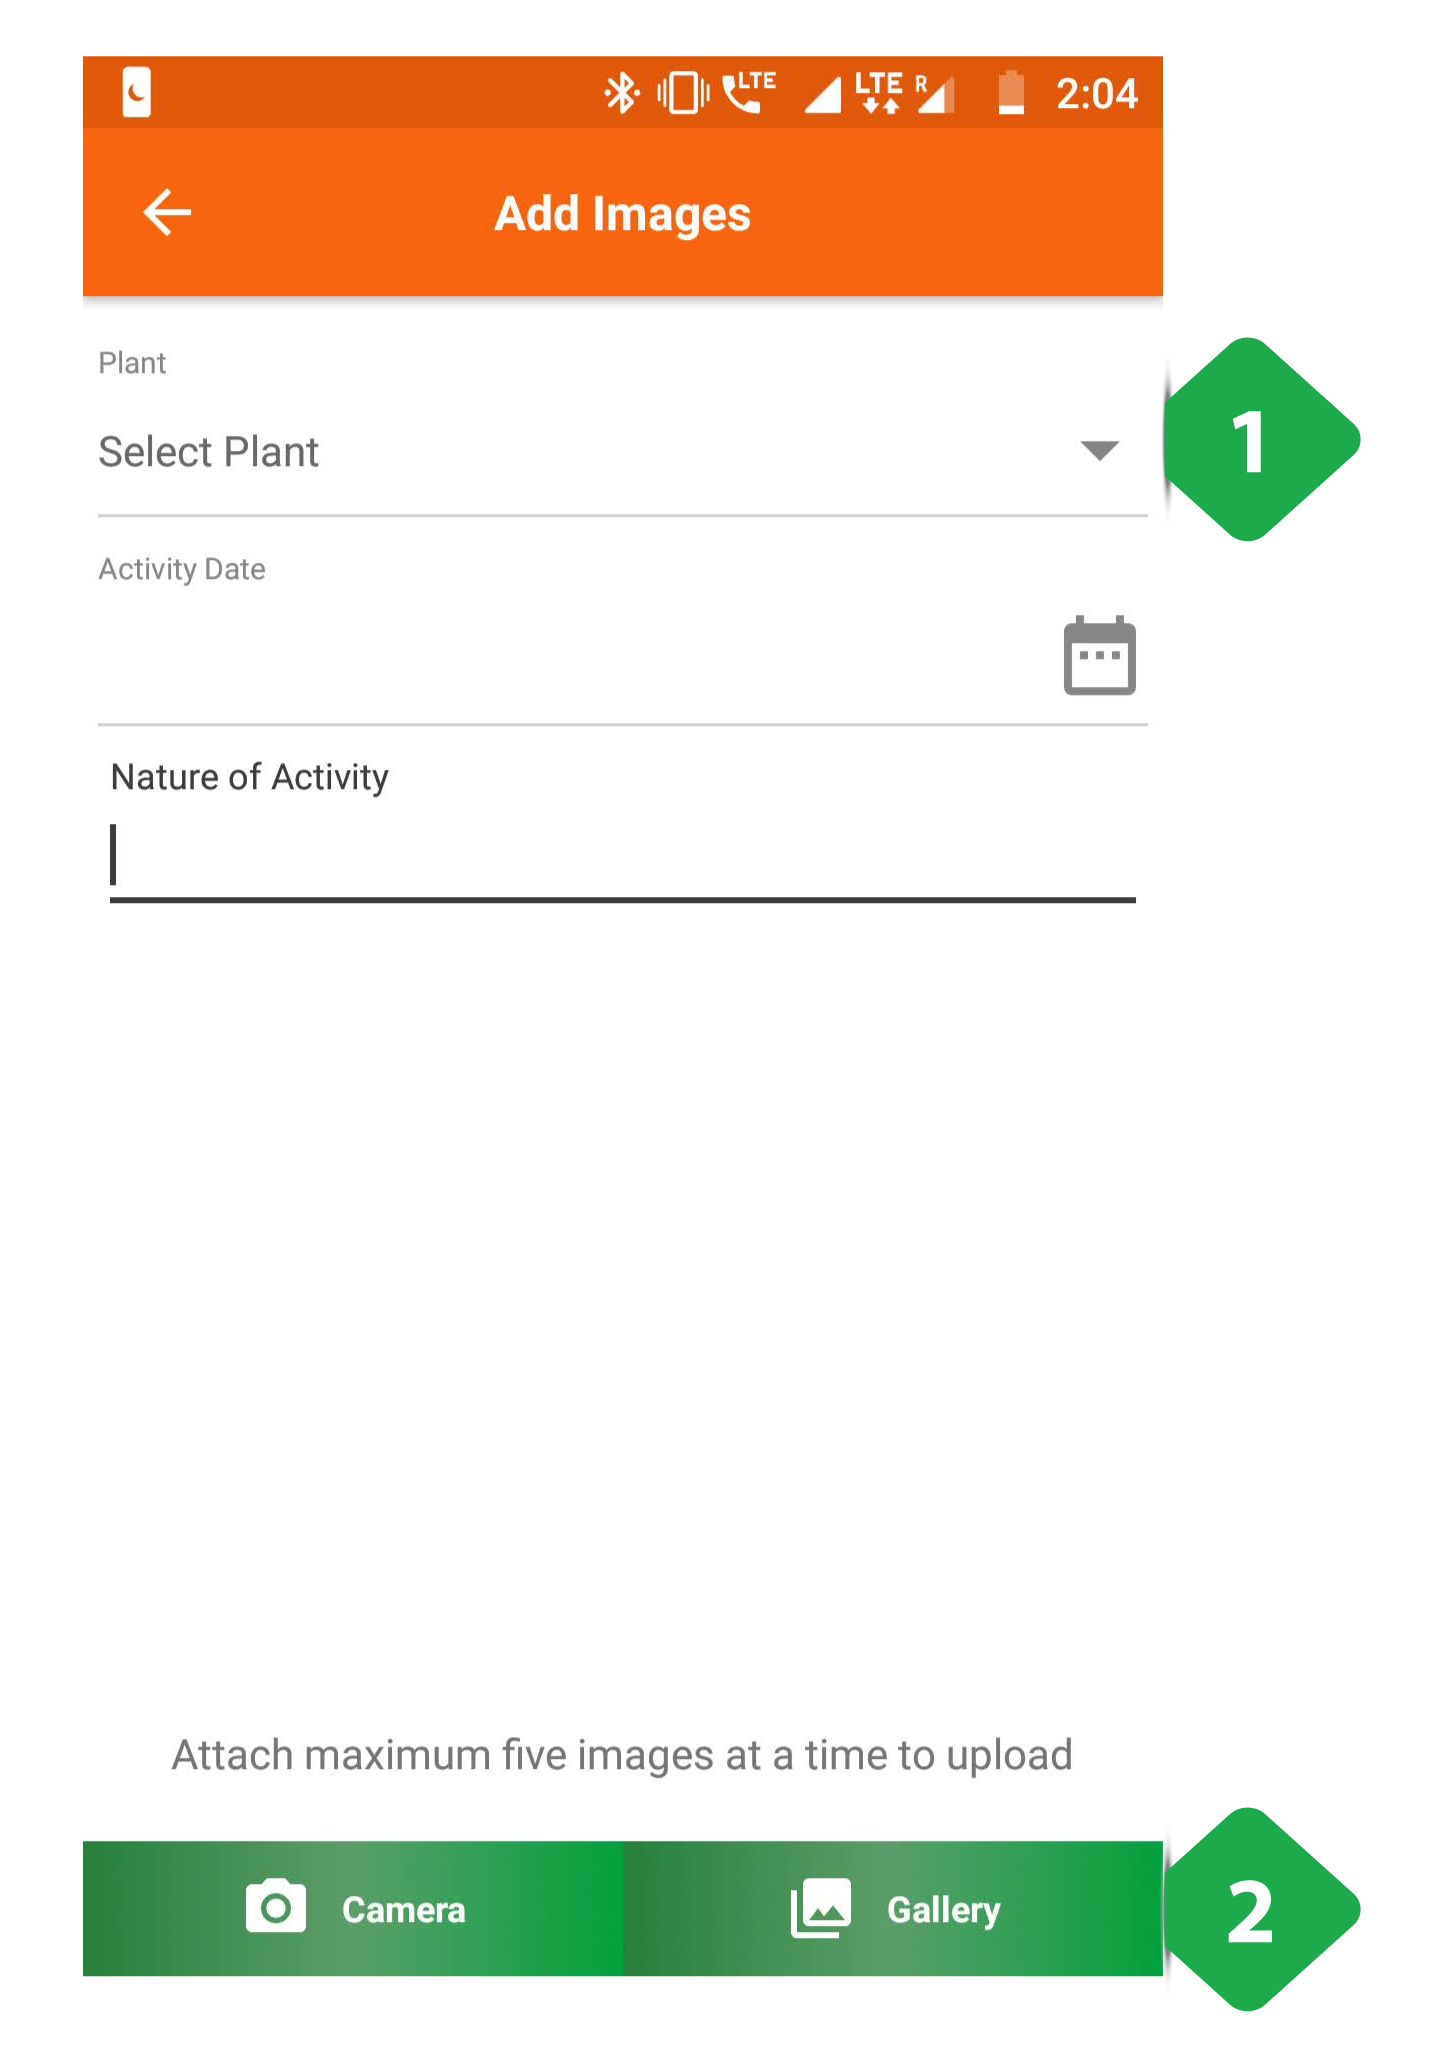 LTE LTE R 2:04
Add Images
Plant
Select Plant
1
Activity Date
Nature of Activity
Attach maximum five images at a time to upload
Camera Gallery
2